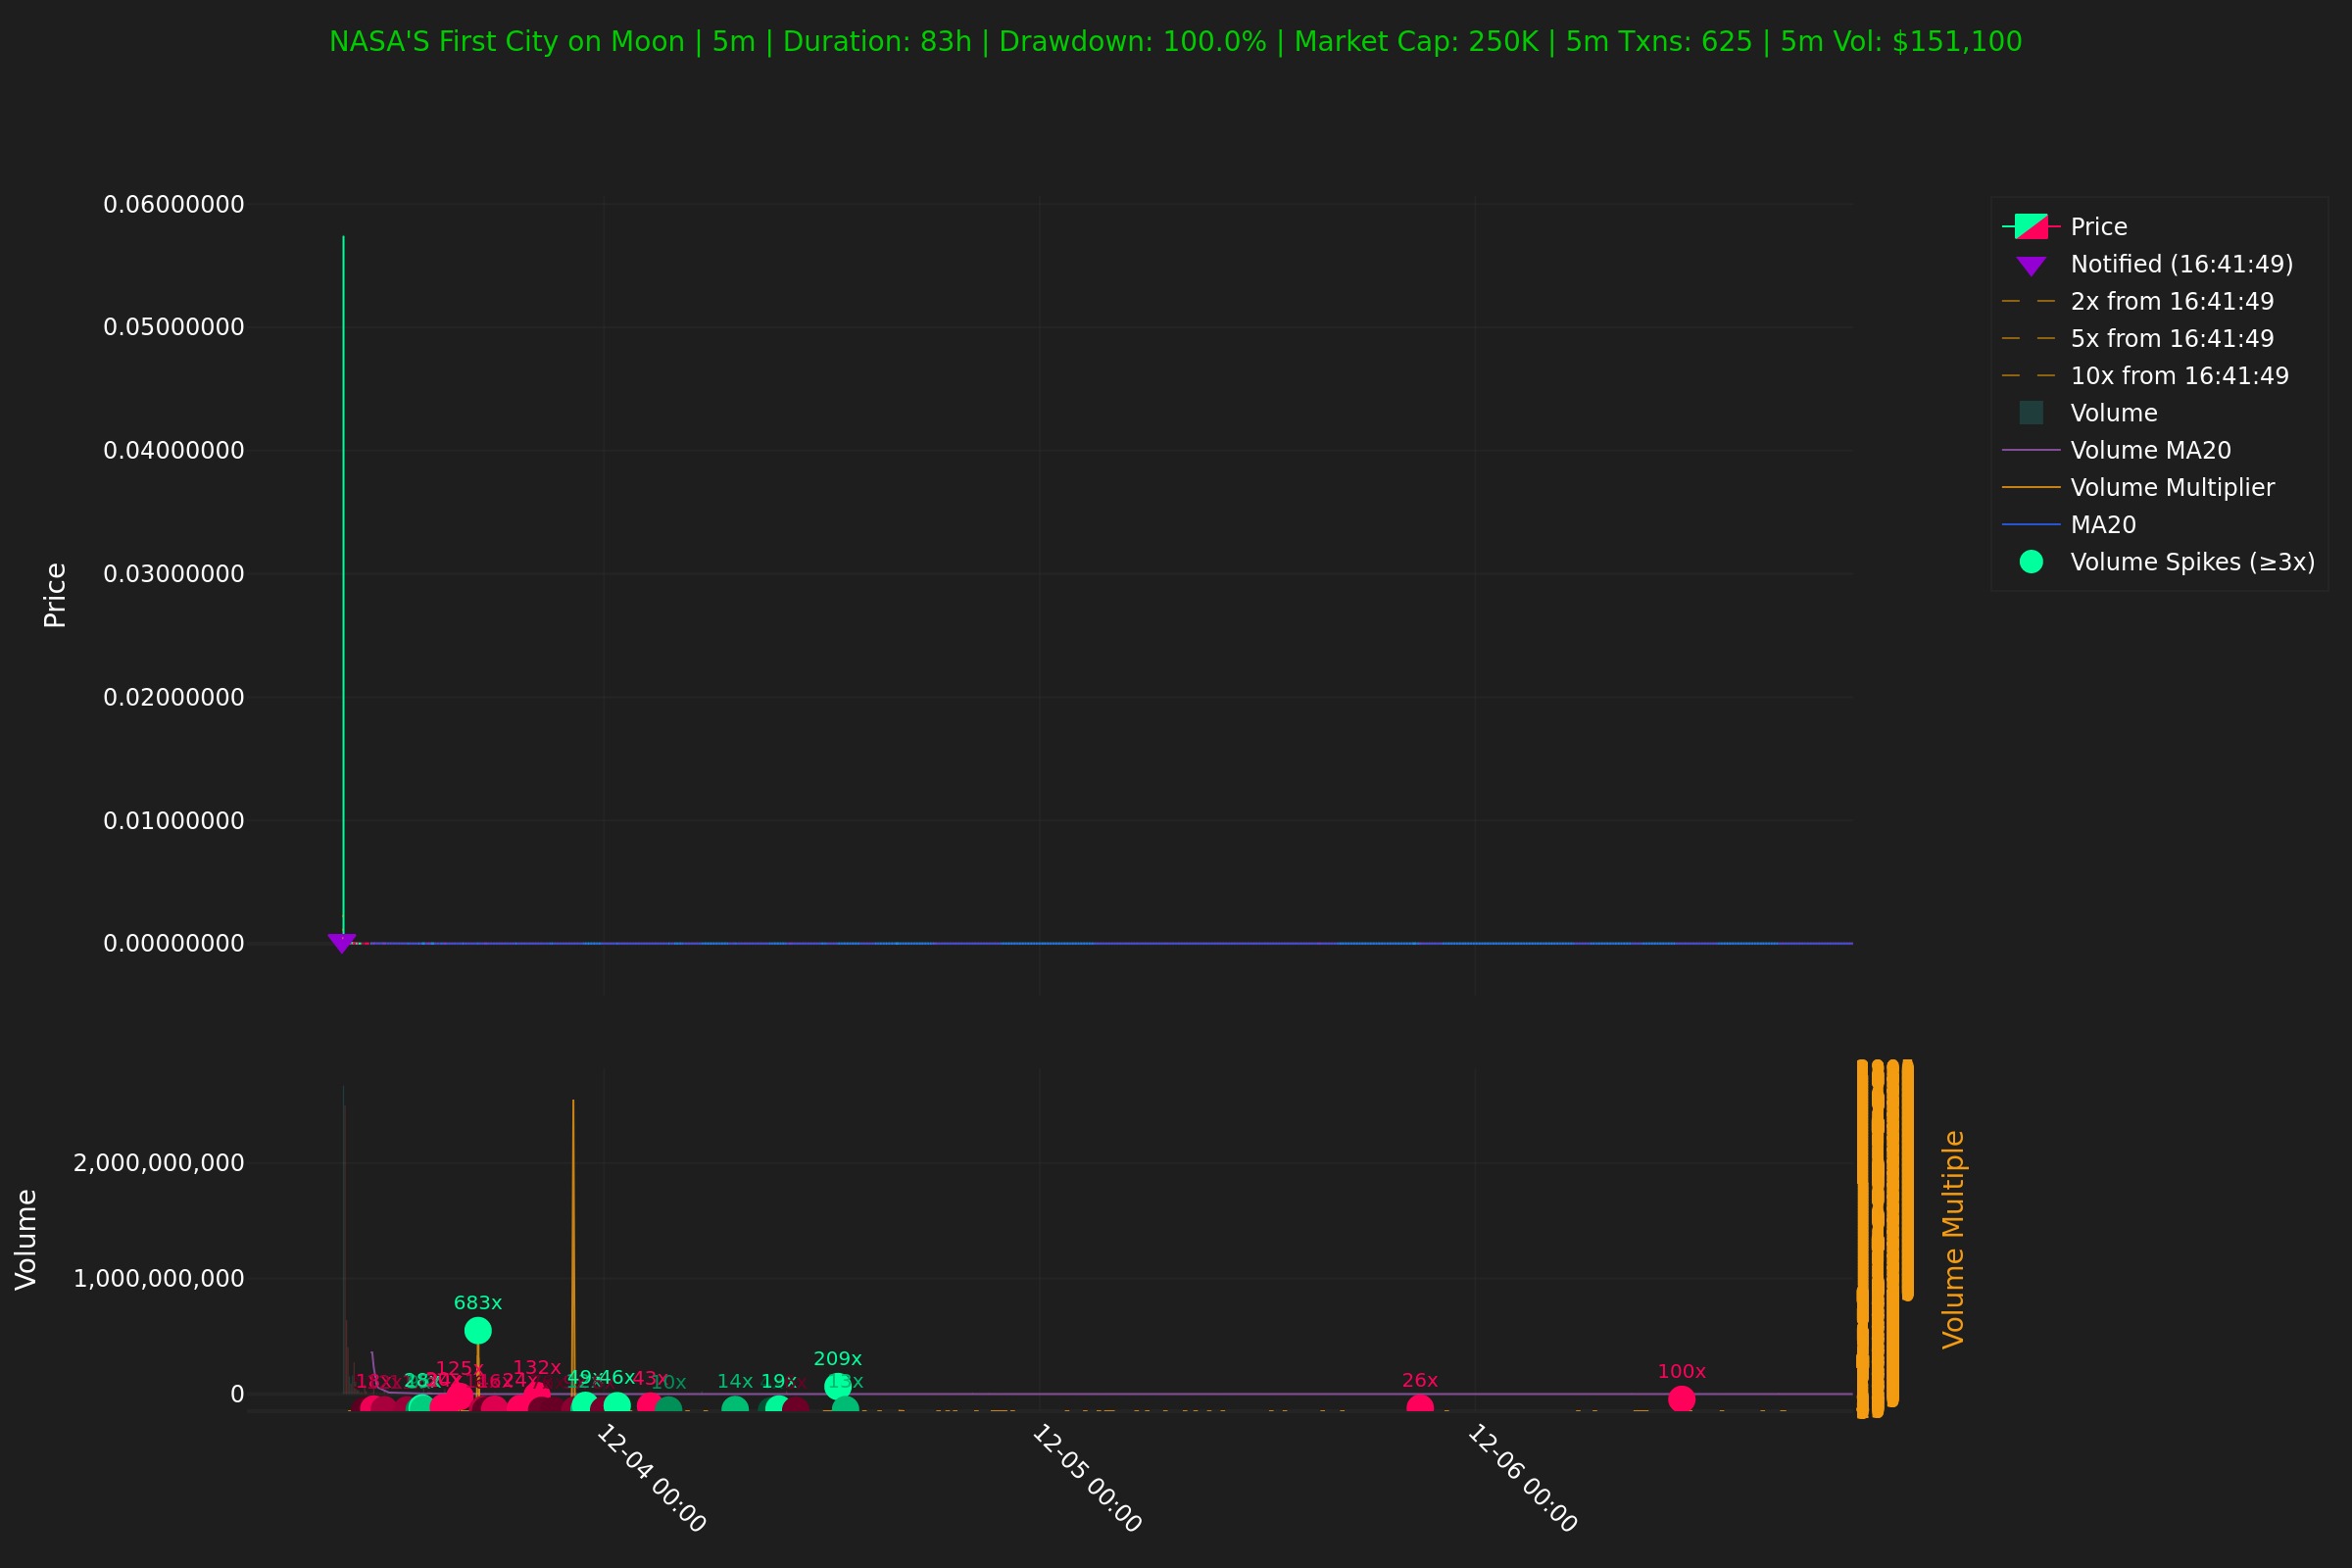 NASA'S First City on Moon | 5m | Duration: 83h | Drawdown: 100.0% | Market Cap: 250K | 5m Txns: 625 | 5m Vol: $151,100
0.06000000
0.05000000
0.04000000
0.03000000
0.02000000
0.01000000
0.00000000
Price
Price
Notified (16:41:49)
2x from 16:41:49
5x from 16:41:49
10x from 16:41:49
Volume
Volume MA20
Volume Multiplier
MA20
Volume Spikes (≥3x)
2,000,000,000
1,000,000,000
0
Volume
Volume Multiple
683x
125x
132x
24x
49x
46x
43x
10x
14x
19x
209x
13x
26x
100x
12-04 00:00
12-05 00:00
12-06 00:00